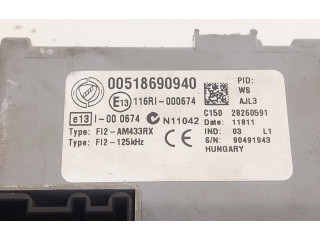 00518690940
PID:
WS
AJL3
E13 116RI-000674
e13 I-00 0674
N11042
C150 28260591
Date: 11811
Type: FI2-AM433RX
IND: 03 L1
Type: FI2-125kHz
S/N: 90491943
HUNGARY